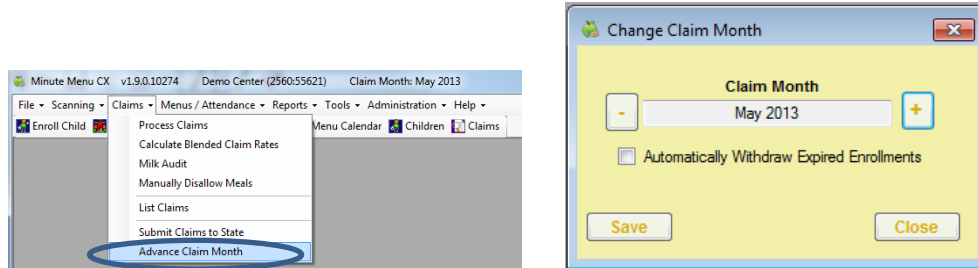 Minute Menu CX v1.9.0.10274 Demo Center (2560:55621) Claim Month: May 2013
File Scanning Claims Menus / Attendance Reports Tools Administration Help
Enroll Child Menu Calendar Children Claims
Process Claims
Calculate Blended Claim Rates
Milk Audit
Manually Disallow Meals
List Claims
Submit Claims to State
Advance Claim Month
Change Claim Month
Claim Month
- May 2013 +
Automatically Withdraw Expired Enrollments
Save Close